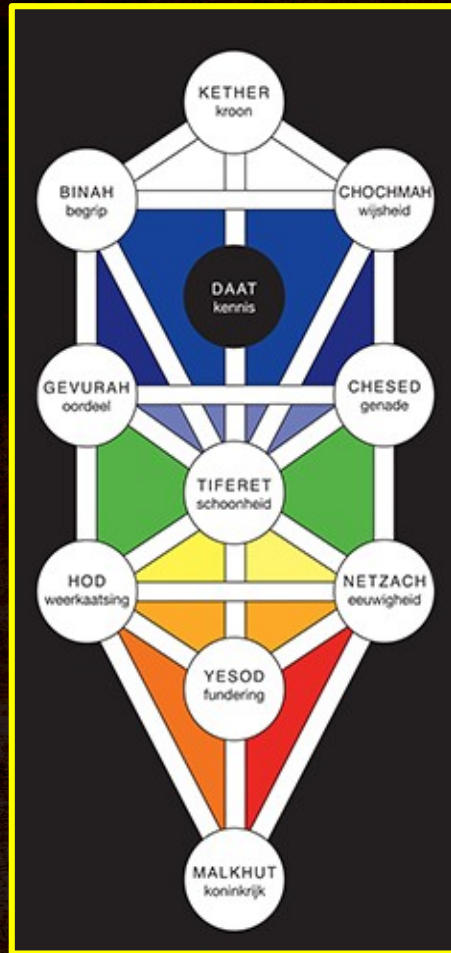 KETHER
kroon
BINAH
begrip
CHOCHMAH
wijsheid
DAAT
kennis
GEVURAH
oordeel
CHESED
genade
TIFERET
schoonheid
HOD
weerkaatsing
NETZACH
eeuwigheid
YESOD
fundering
MALKHUT
koninkrijk